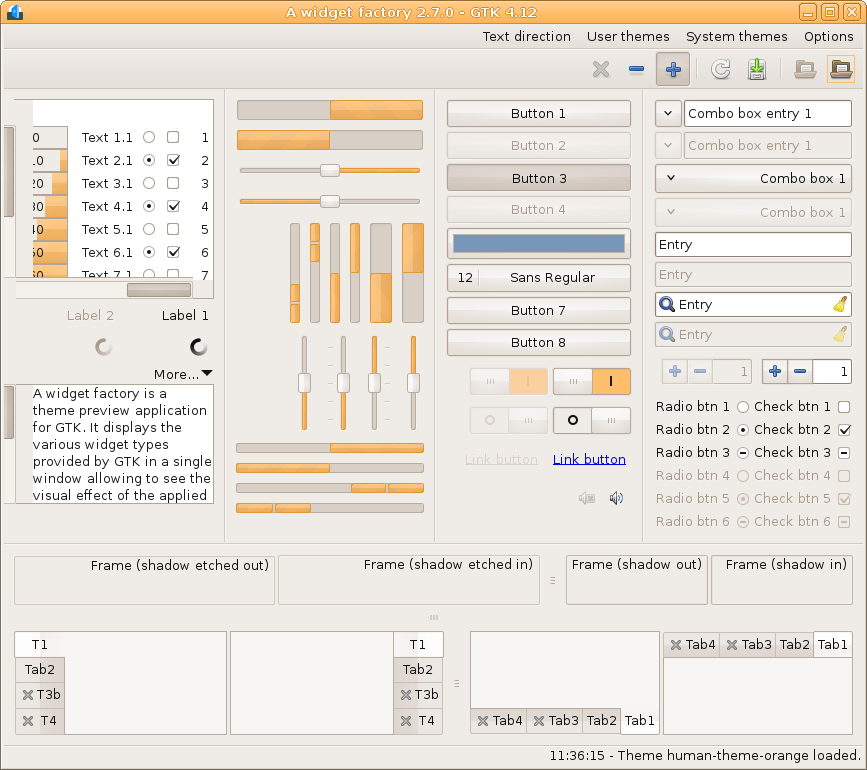 A widget factory 2.7.0 - GTK 4.12
Text direction User themes System themes Options
0 Text 1.1 1
10 Text 2.1 2
20 Text 3.1 3
30 Text 4.1 4
40 Text 5.1 5
50 Text 6.1 6
60 Text 7.1 7
Label 2 Label 1
More...
A widget factory is a
theme preview application
for GTK. It displays the
various widget types
provided by GTK in a single
window allowing to see the
visual effect of the applied
Button 1
Button 2
Button 3
Button 4
12 Sans Regular
Button 7
Button 8
Link button Link button
Combo box entry 1
Combo box entry 1
Combo box 1
Combo box 1
Entry
Entry
Entry
Entry
1 1
Radio btn 1 Check btn 1
Radio btn 2 Check btn 2
Radio btn 3 Check btn 3
Radio btn 4 Check btn 4
Radio btn 5 Check btn 5
Radio btn 6 Check btn 6
Frame (shadow etched out) Frame (shadow etched in) Frame (shadow out) Frame (shadow in)
T1
Tab2
T3b
T4
T1
Tab2
T3b
T4
Tab4 Tab3 Tab2 Tab1
Tab4 Tab3 Tab2 Tab1
11:36:15 - Theme human-theme-orange loaded.